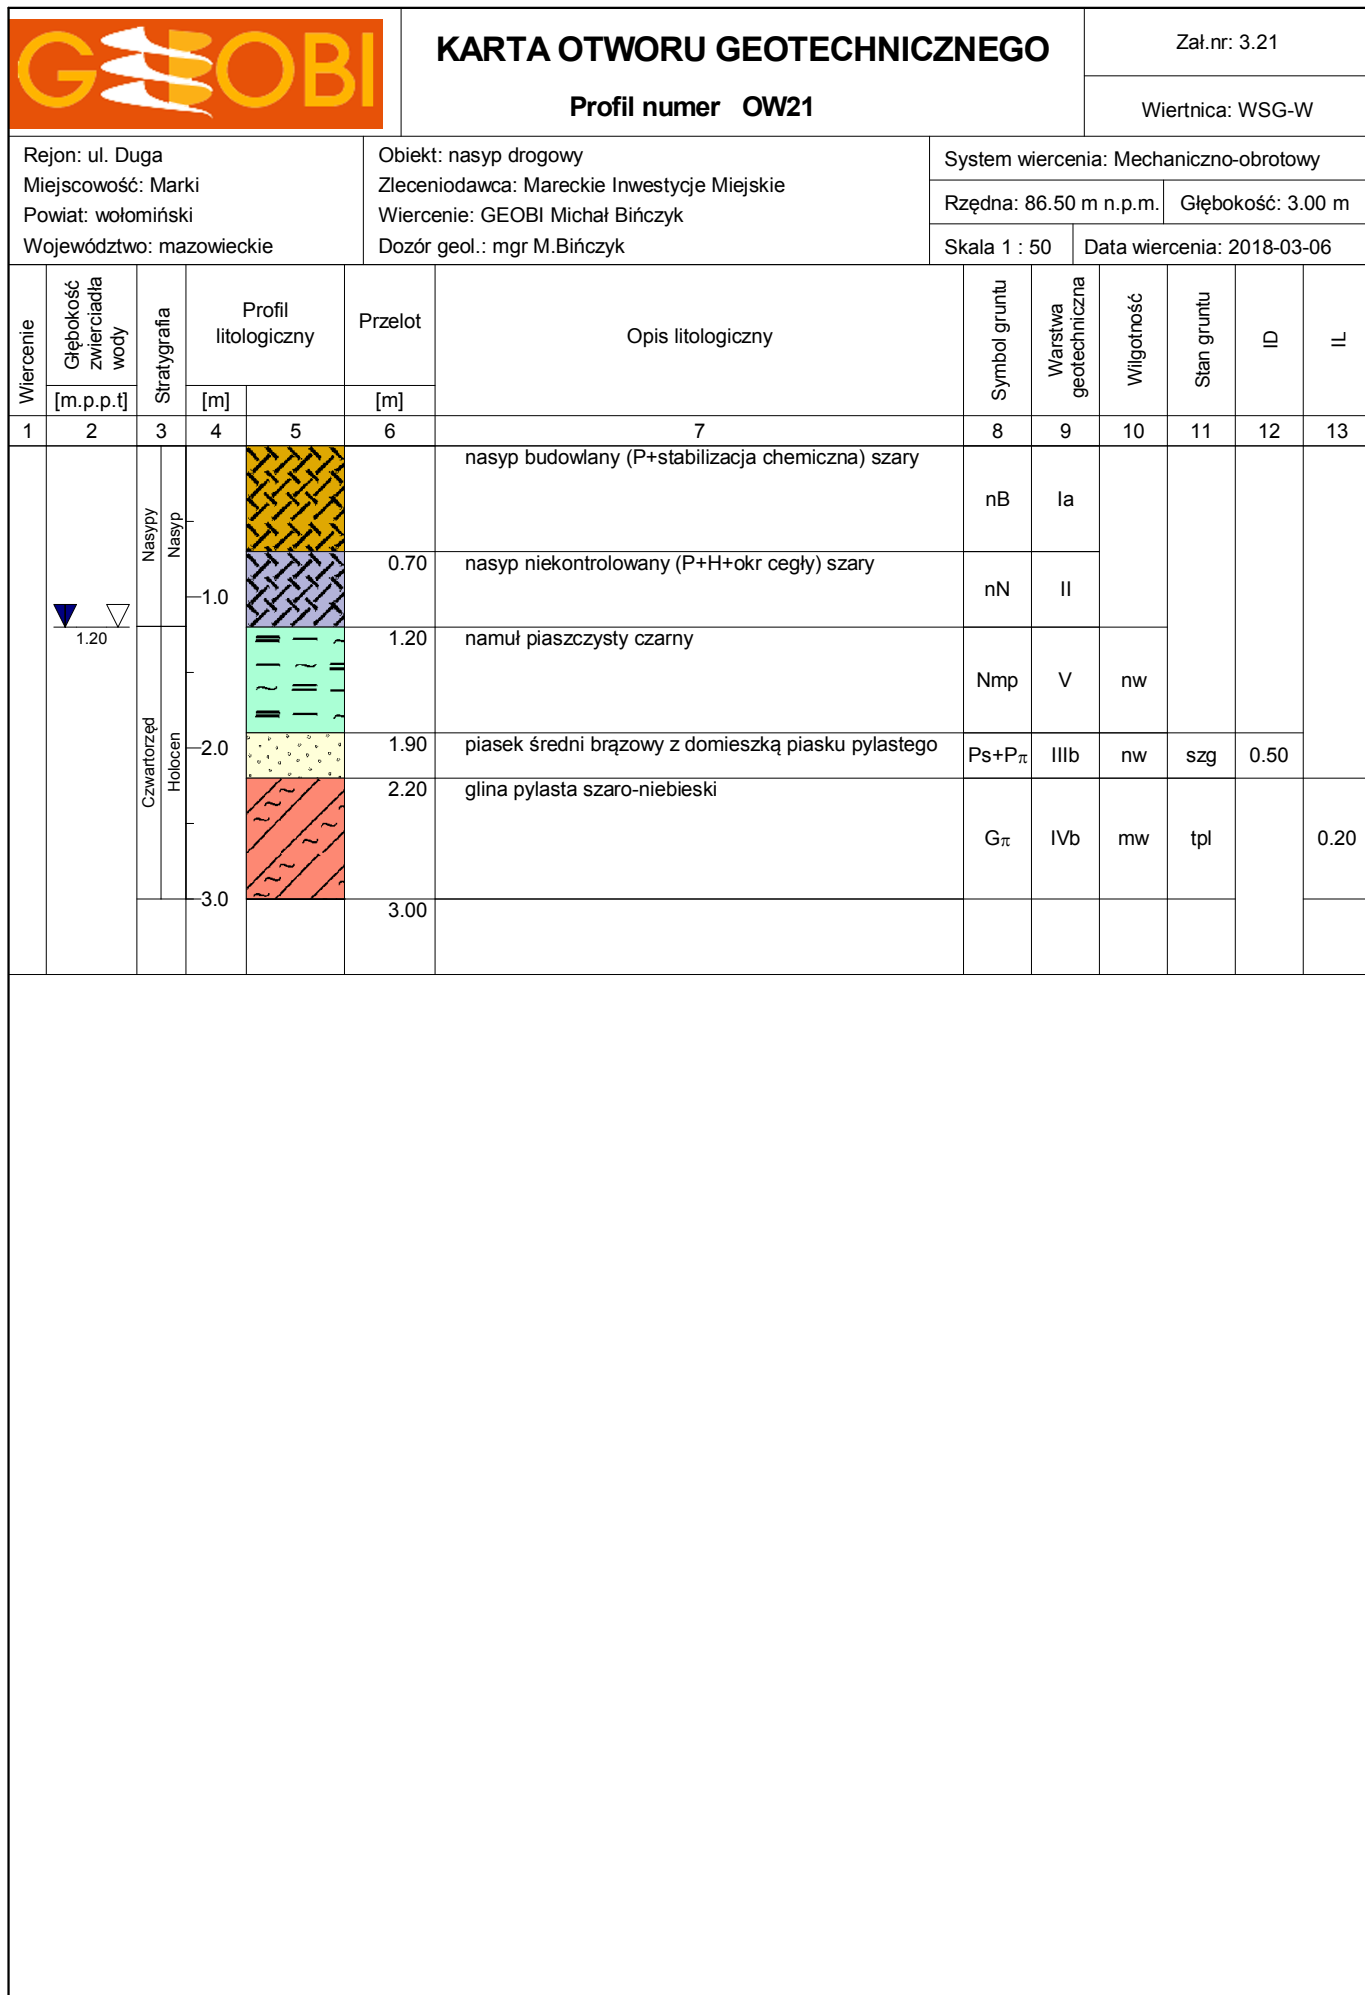 GEOBI
KARTA OTWORU GEOTECHNICZNEGO
Profil numer OW21
Zał.nr: 3.21
Wiertnica: WSG-W
Rejon: ul. Duga
Miejscowość: Marki
Powiat: wołomiński
Województwo: mazowieckie
Obiekt: nasyp drogowy
Zleceniodawca: Mareckie Inwestycje Miejskie
Wiercenie: GEOBI Michał Bińczyk
Dozór geol.: mgr M.Bińczyk
System wiercenia: Mechaniczno-obrotowy
Rzędna: 86.50 m n.p.m. Głębokość: 3.00 m
Skala 1 : 50 Data wiercenia: 2018-03-06
Wiercenie
Głębokość
zwierciadła
wody
[m.p.p.t]
Stratygrafia
Profil
litologiczny
[m]
Przelot
[m]
Opis litologiczny
Symbol gruntu
Warstwa
geotechniczna
Wilgotność
Stan gruntu
ID
IL
1 2 3 4 5 6 7 8 9 10 11 12 13
Nasypy
Nasyp
nasyp budowlany (P+stabilizacja chemiczna) szary
nB Ia
0.70 nasyp niekontrolowany (P+H+okr cegły) szary
1.0
nN II
1.20
1.20 namuł piaszczysty czarny
Nmp V nw
Czwartorzęd
Holocen
2.0
1.90 piasek średni brązowy z domieszką piasku pylastego
Ps+Pπ IIIb nw szg 0.50
2.20 glina pylasta szaro-niebieski
Gπ IVb mw tpl 0.20
3.0
3.00